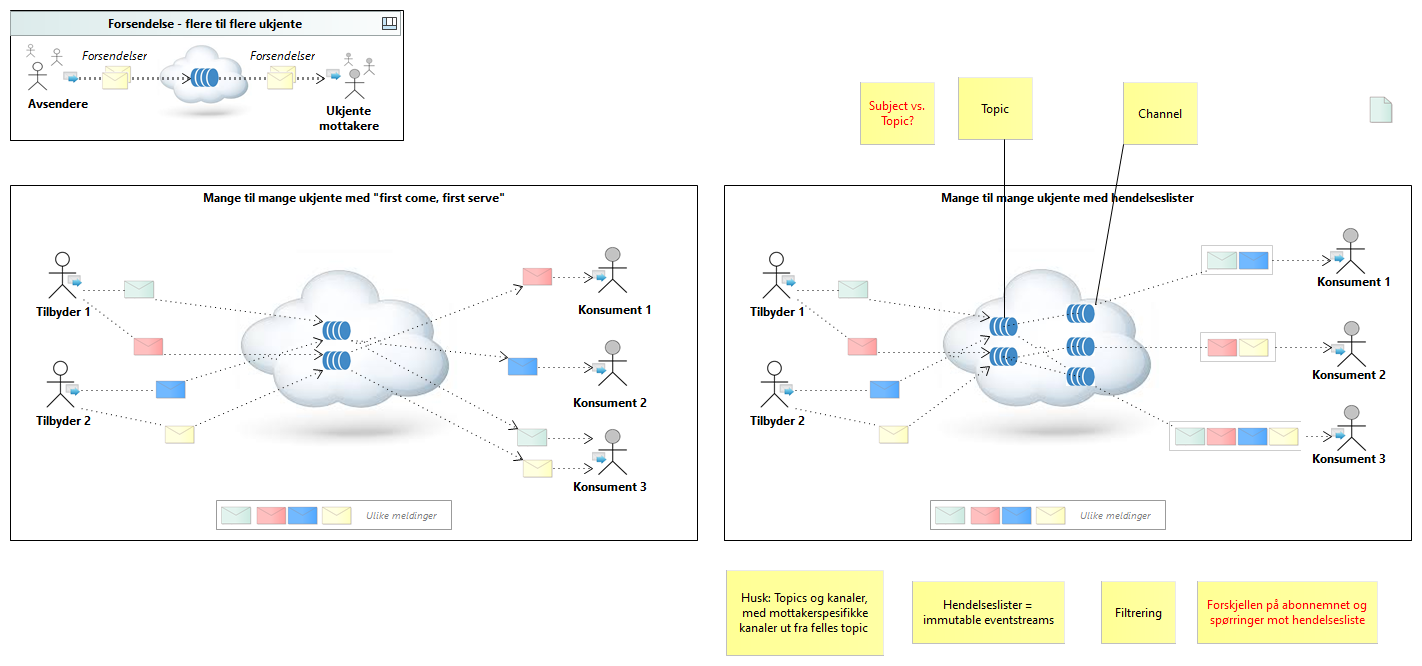 Forsendelse - flere til flere ukjente
Forsendelser
Forsendelser
Avsendere
Ukjente
mottakere
Subject vs.
Topic?
Topic
Channel
Mange til mange ukjente med "first come, first serve"
Tilbyder 1
Tilbyder 2
Konsument 1
Konsument 2
Konsument 3
Ulike meldinger
Mange til mange ukjente med hendelseslister
Tilbyder 1
Tilbyder 2
Konsument 1
Konsument 2
Konsument 3
Ulike meldinger
Husk: Topics og kanaler,
med mottakerspesifikke
kanaler ut fra felles topic
Hendelseslister =
immutable eventstreams
Filtrering
Forskjellen på abonnemnet og
spørringer mot hendelsesliste